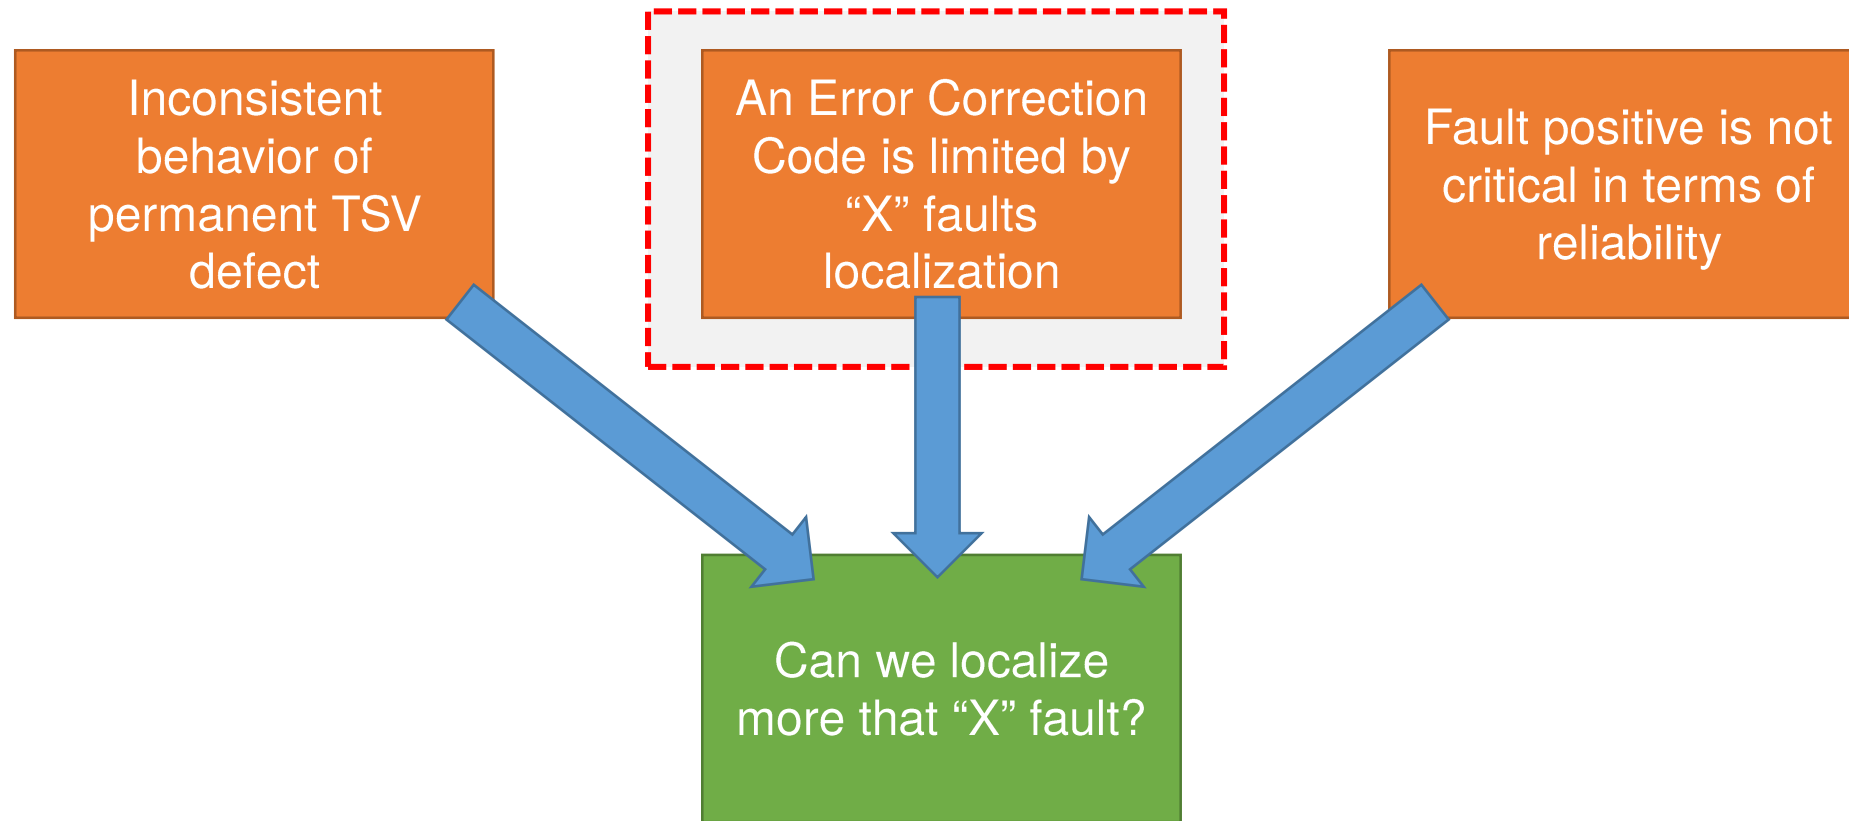 Inconsistent
behavior of
permanent TSV
defect
An Error Correction
Code is limited by
“X” faults
localization
Fault positive is not
critical in terms of
reliability
Can we localize
more that “X” fault?